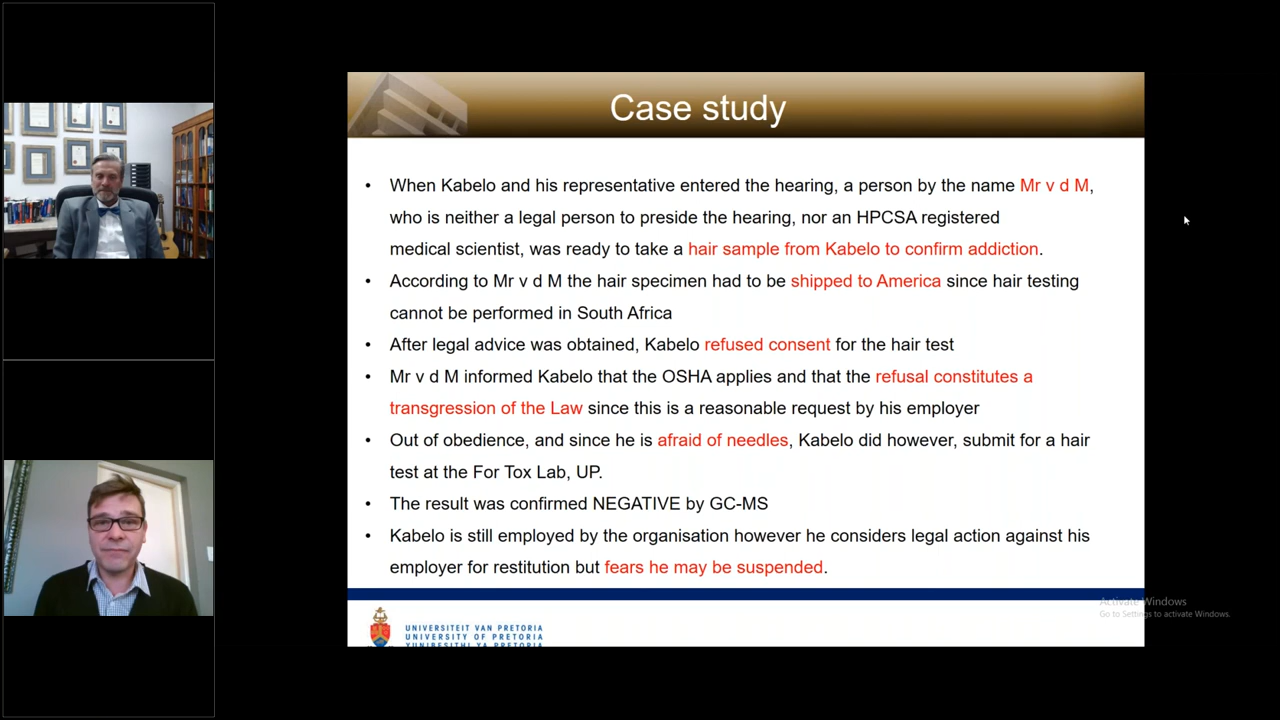 Case study
• When Kabelo and his representative entered the hearing, a person by the name Mr v d M,
who is neither a legal person to preside the hearing, nor an HPCSA registered
medical scientist, was ready to take a hair sample from Kabelo to confirm addiction.
• According to Mr v d M the hair specimen had to be shipped to America since hair testing
cannot be performed in South Africa
• After legal advice was obtained, Kabelo refused consent for the hair test
• Mr v d M informed Kabelo that the OSHA applies and that the refusal constitutes a
transgression of the Law since this is a reasonable request by his employer
• Out of obedience, and since he is afraid of needles, Kabelo did however, submit for a hair
test at the For Tox Lab, UP.
• The result was confirmed NEGATIVE by GC-MS
• Kabelo is still employed by the organisation however he considers legal action against his
employer for restitution but fears he may be suspended.
Activate Windows
Go to Settings to activate Windows.
UNIVERSITEIT VAN PRETORIA
UNIVERSITY OF PRETORIA
YUNIBESITHI YA PRETORIA